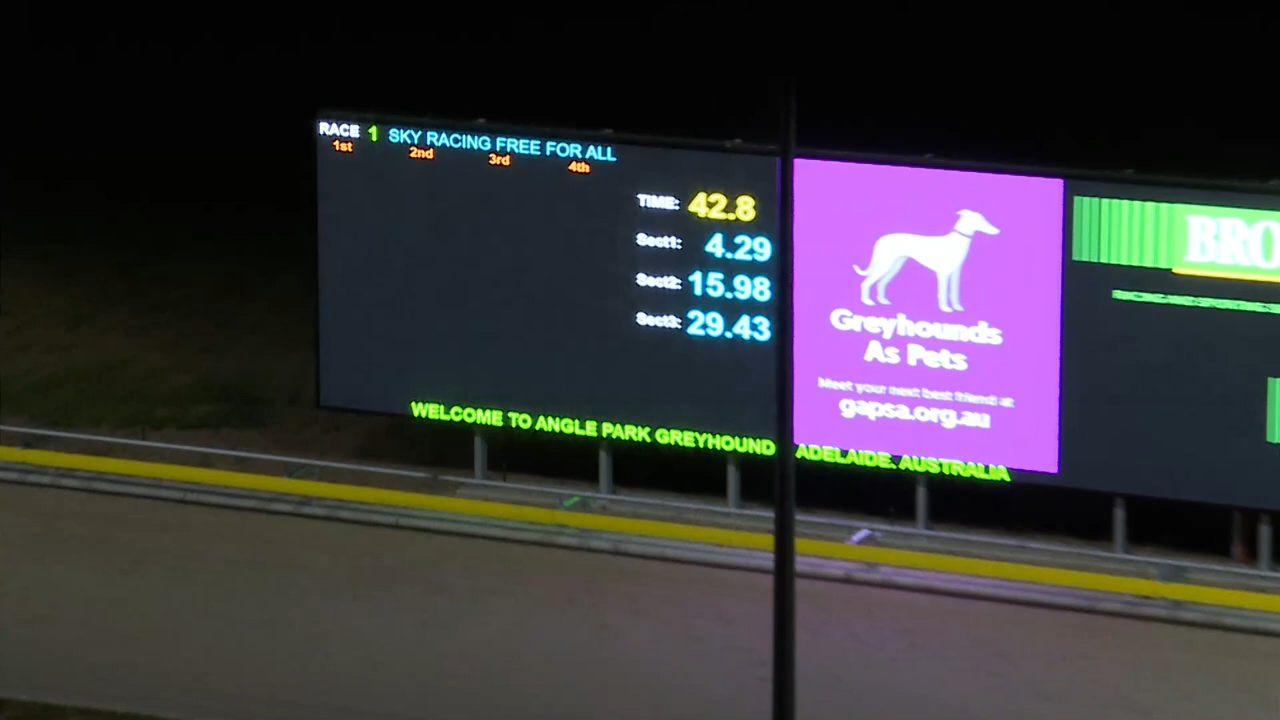 RACE 1 SKY RACING FREE FOR ALL
1st 2nd 3rd 4th
TIME: 42.8
Sect1: 4.29
Sect2: 15.98
Sect3: 29.43
WELCOME TO ANGLE PARK GREYHOUND ADELAIDE. AUSTRALIA
Greyhounds
As Pets
Meet your next best friend at
gapsa.org.au
BRO